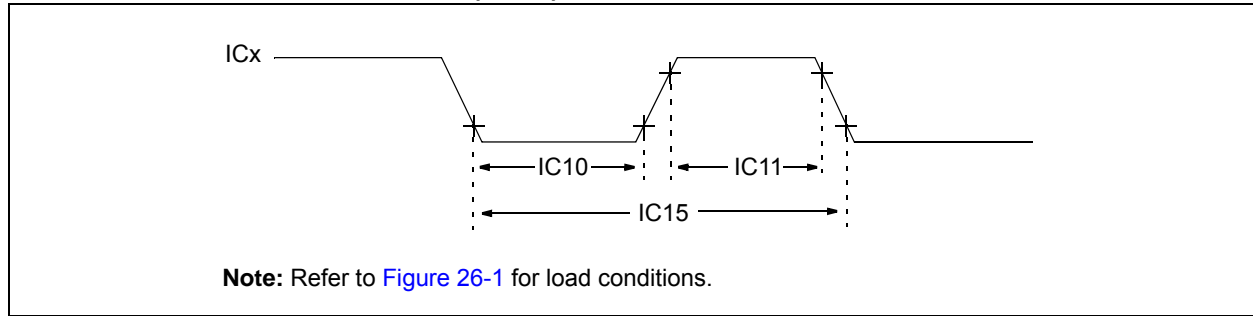 ICx
IC10
IC11
IC15
Note: Refer to Figure 26-1 for load conditions.